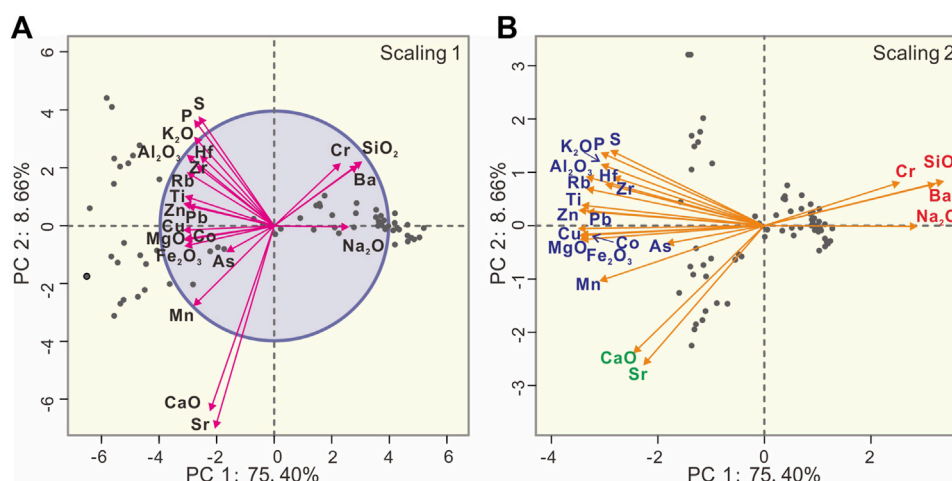 A
Scaling 1
6
4
2
0
-2
-4
-6
PC 2: 8.66%
S
P
K₂O
Al₂O₃
Hf
Zr
Rb
Ti
Zn
Pb
Cu
MgO
Co
Fe₂O₃
As
Mn
CaO
Sr
Cr
SiO₂
Ba
Na₂O
-6
-4
-2
0
2
4
6
PC 1: 75.40%
B
Scaling 2
3
2
1
0
-1
-2
-3
PC 2: 8.66%
K₂O
P
S
Al₂O₃
Hf
Rb
Zr
Ti
Zn
Pb
Cu
MgO
Fe₂O₃
Co
As
Mn
CaO
Sr
Cr
SiO
Ba
Na₂O
-4
-2
0
2
PC 1: 75.40%